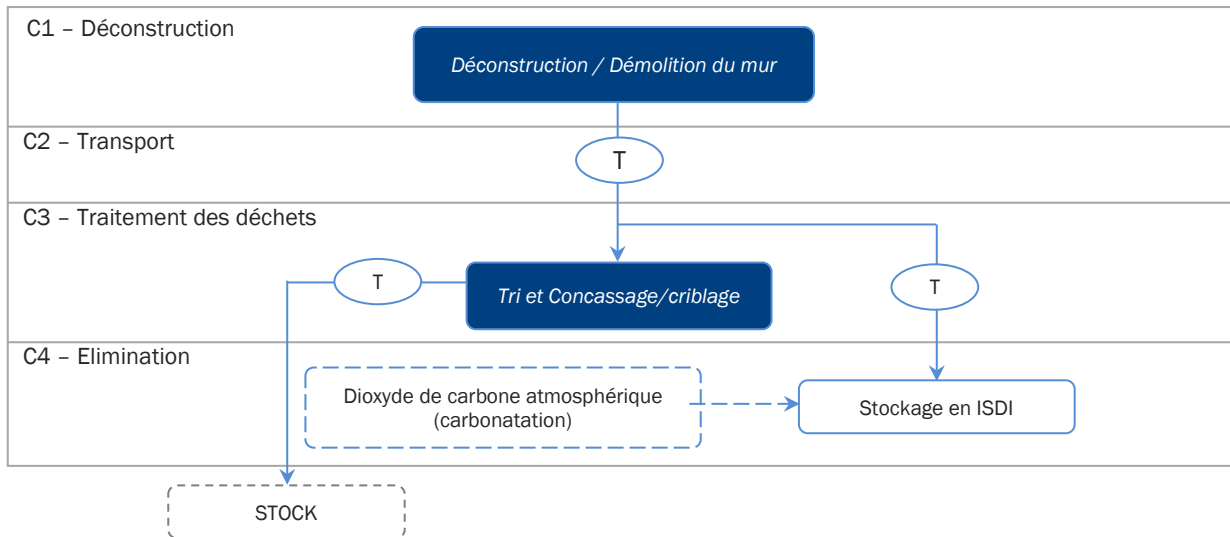 C1 – Déconstruction
Déconstruction / Démolition du mur
C2 – Transport
T
C3 – Traitement des déchets
T
Tri et Concassage/criblage
T
C4 – Elimination
Dioxyde de carbone atmosphérique
(carbonatation)
Stockage en ISDI
STOCK